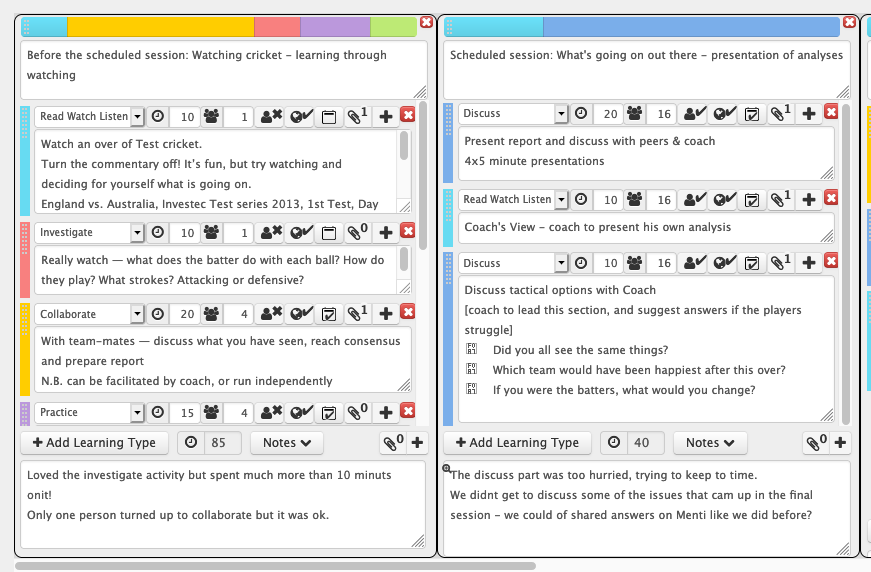 Before the scheduled session: Watching cricket – learning through
watching
Read Watch Listen 10 1 1
Watch an over of Test cricket.
Turn the commentary off! It's fun, but try watching and
deciding for yourself what is going on.
England vs. Australia, Investec Test series 2013, 1st Test, Day
Investigate 10 1 0
Really watch — what does the batter do with each ball? How do
they play? What strokes? Attacking or defensive?
Collaborate 20 4 1
With team-mates — discuss what you have seen, reach consensus
and prepare report
N.B. can be facilitated by coach, or run independently
Practice 15 4 0
Add Learning Type 85 Notes 0
Loved the investigate activity but spent much more than 10 minuts
onit!
Only one person turned up to collaborate but it was ok.
Scheduled session: What's going on out there – presentation of analyses
Discuss 20 16 1
Present report and discuss with peers & coach
4x5 minute presentations
Read Watch Listen 10 16 1
Coach's View – coach to present his own analysis
Discuss 10 16 1
Discuss tactical options with Coach
[coach to lead this section, and suggest answers if the players
struggle]
Did you all see the same things?
Which team would have been happiest after this over?
If you were the batters, what would you change?
Add Learning Type 40 Notes 0
The discuss part was too hurried, trying to keep to time.
We didnt get to discuss some of the issues that cam up in the final
session – we could of shared answers on Menti like we did before?